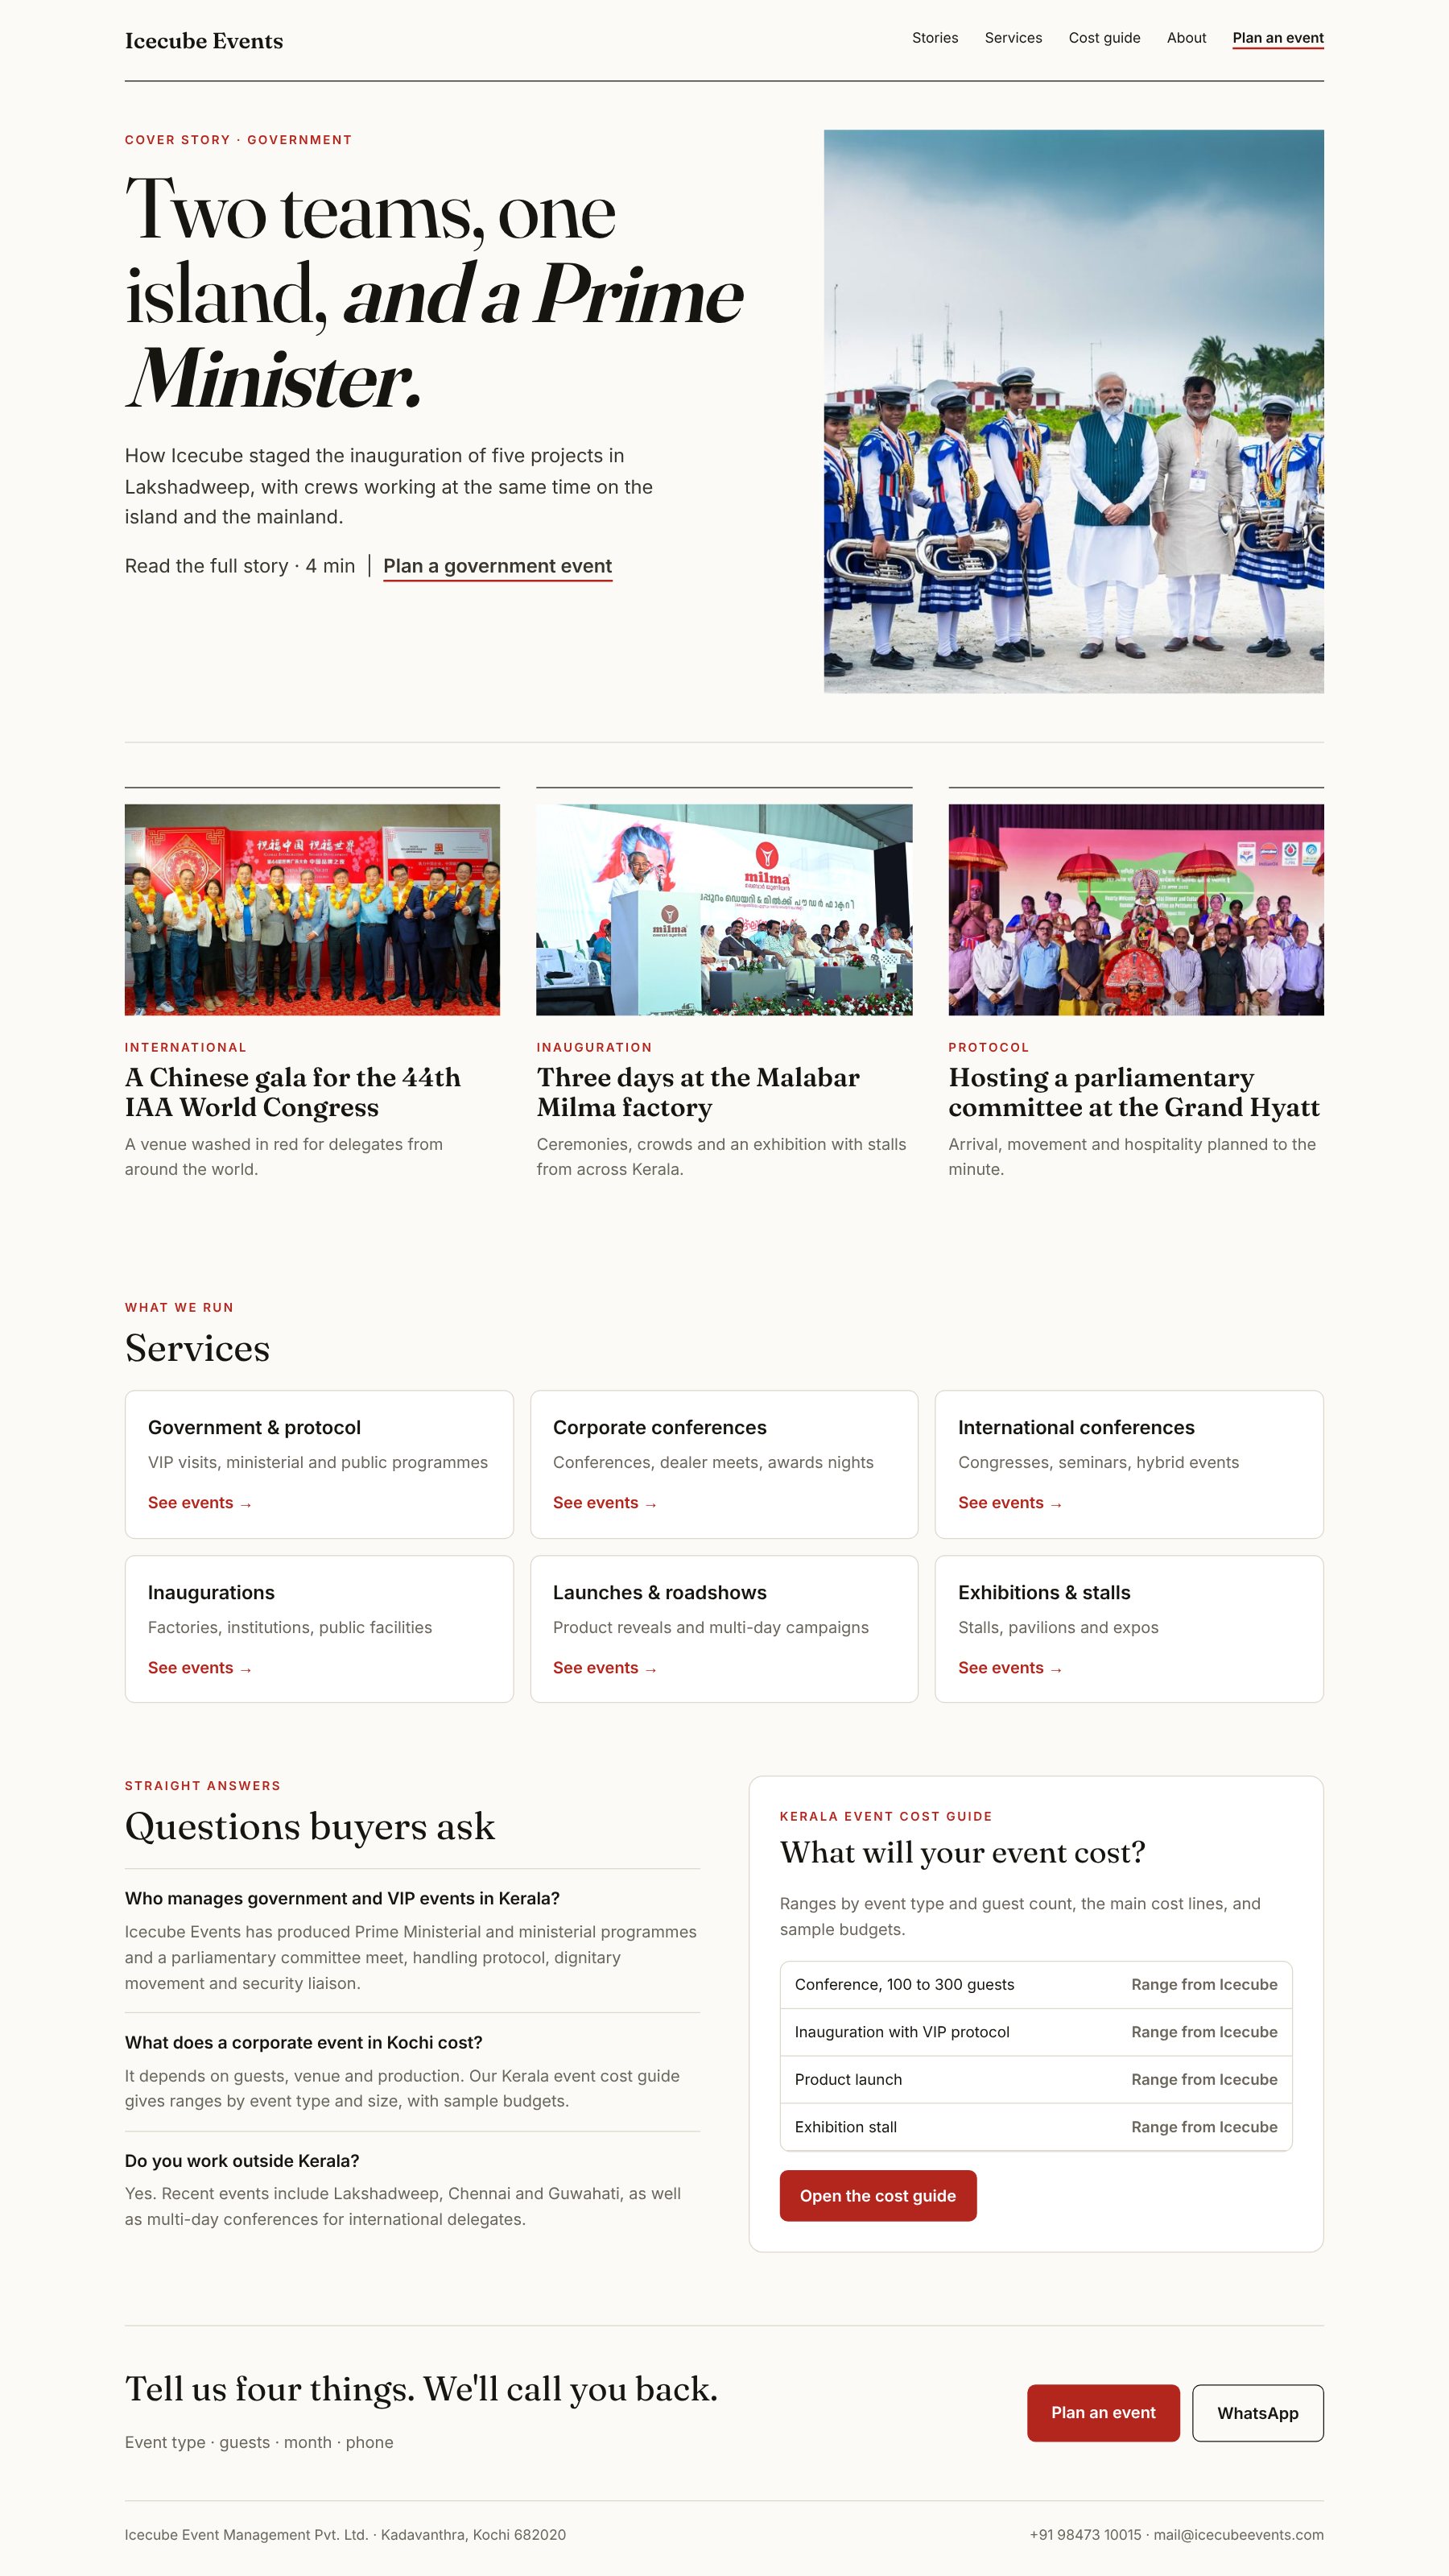 Icecube Events
Stories Services Cost guide About Plan an event
COVER STORY · GOVERNMENT
Two teams, one
island, and a Prime
Minister.
How Icecube staged the inauguration of five projects in
Lakshadweep, with crews working at the same time on the
island and the mainland.
Read the full story · 4 min | Plan a government event
祝福中国 祝福世界
milma
milma
INTERNATIONAL
A Chinese gala for the 44th
IAA World Congress
A venue washed in red for delegates from
around the world.
INAUGURATION
Three days at the Malabar
Milma factory
Ceremonies, crowds and an exhibition with stalls
from across Kerala.
PROTOCOL
Hosting a parliamentary
committee at the Grand Hyatt
Arrival, movement and hospitality planned to the
minute.
WHAT WE RUN
Services
Government & protocol
VIP visits, ministerial and public programmes
See events →
Corporate conferences
Conferences, dealer meets, awards nights
See events →
International conferences
Congresses, seminars, hybrid events
See events →
Inaugurations
Factories, institutions, public facilities
See events →
Launches & roadshows
Product reveals and multi-day campaigns
See events →
Exhibitions & stalls
Stalls, pavilions and expos
See events →
STRAIGHT ANSWERS
Questions buyers ask
Who manages government and VIP events in Kerala?
Icecube Events has produced Prime Ministerial and ministerial programmes
and a parliamentary committee meet, handling protocol, dignitary
movement and security liaison.
What does a corporate event in Kochi cost?
It depends on guests, venue and production. Our Kerala event cost guide
gives ranges by event type and size, with sample budgets.
Do you work outside Kerala?
Yes. Recent events include Lakshadweep, Chennai and Guwahati, as well
as multi-day conferences for international delegates.
KERALA EVENT COST GUIDE
What will your event cost?
Ranges by event type and guest count, the main cost lines, and
sample budgets.
Conference, 100 to 300 guests Range from Icecube
Inauguration with VIP protocol Range from Icecube
Product launch Range from Icecube
Exhibition stall Range from Icecube
Open the cost guide
Tell us four things. We'll call you back.
Event type · guests · month · phone
Plan an event
WhatsApp
Icecube Event Management Pvt. Ltd. · Kadavanthra, Kochi 682020
+91 98473 10015 · mail@icecubeevents.com